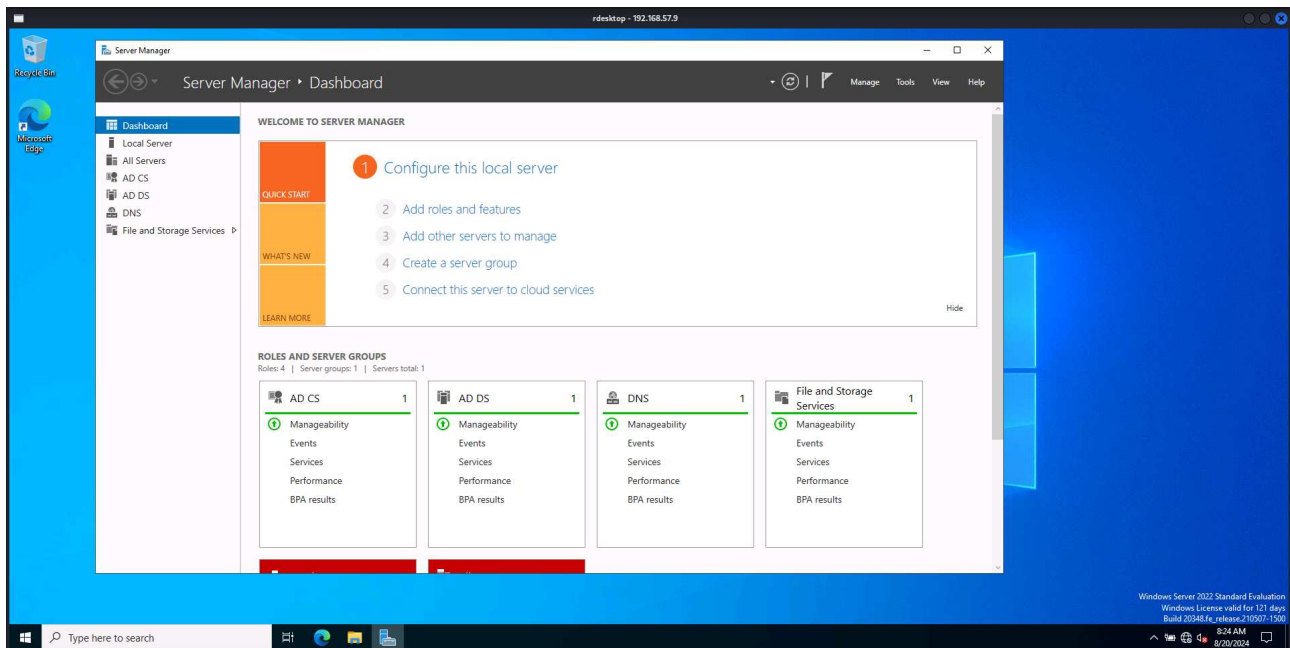 rdesktop - 192.168.57.9
Recycle Bin
Microsoft
Edge
Server Manager
Server Manager ‣ Dashboard
Manage Tools View Help
Dashboard
Local Server
All Servers
AD CS
AD DS
DNS
File and Storage Services
WELCOME TO SERVER MANAGER
QUICK START
WHAT'S NEW
LEARN MORE
1 Configure this local server
2 Add roles and features
3 Add other servers to manage
4 Create a server group
5 Connect this server to cloud services
Hide
ROLES AND SERVER GROUPS
Roles: 4 | Server groups: 1 | Servers total: 1
AD CS 1
Manageability
Events
Services
Performance
BPA results
AD DS 1
Manageability
Events
Services
Performance
BPA results
DNS 1
Manageability
Events
Services
Performance
BPA results
File and Storage
Services 1
Manageability
Events
Services
Performance
BPA results
Windows Server 2022 Standard Evaluation
Windows License valid for 121 days
Build 20348.fe_release.210507-1500
Type here to search
8:24 AM
8/20/2024